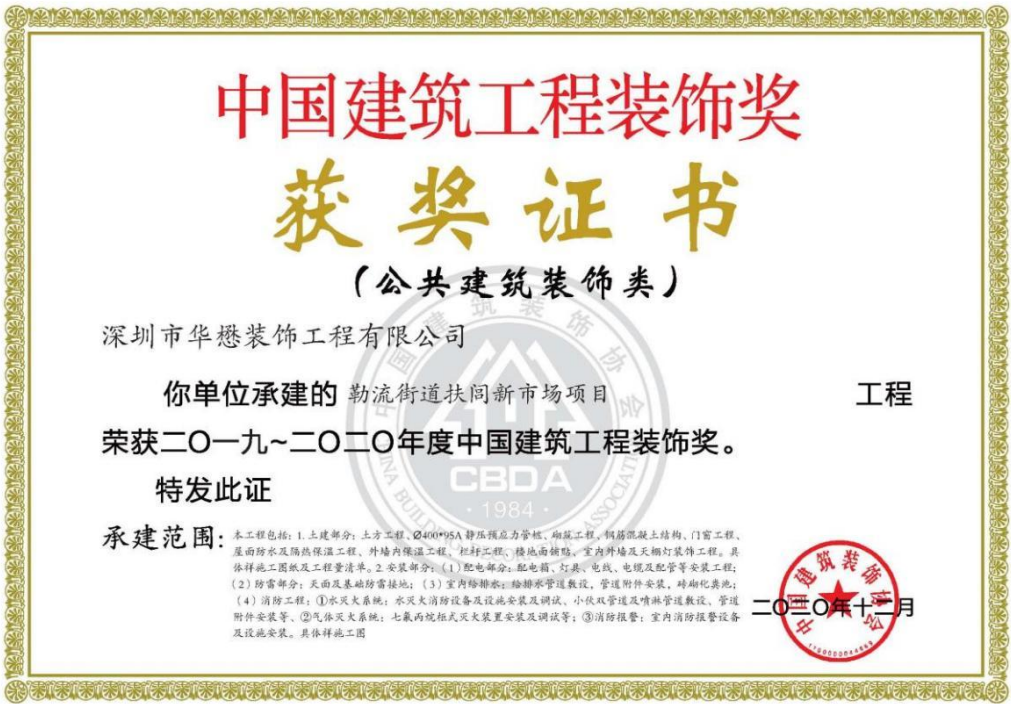 中国建筑工程装饰奖
获奖证书
(公共建筑装饰类)
深圳市华懋装饰工程有限公司
你单位承建的 勒流街道扶闾新市场项目 工程
荣获二〇一九~二〇二〇年度中国建筑工程装饰奖。
特发此证
承建范围: 本工程包括: 1.土建部分: 土方工程、Ø400*95A 静压预应力管桩、砌筑工程、钢筋混凝土结构、门窗工程、
屋面防水及隔热保温工程、外墙内保温工程、栏杆工程、楼地面铺贴、室内外墙及天棚灯装饰工程。具
体祥施工图纸及工程量清单。2.安装部分: (1)配电部分: 配电箱、灯具、电线、电缆及配管等安装工程;
(2)防雷部分: 天面及基础防雷接地; (3)室内给排水: 给排水管道敷设, 管道附件安装, 砖砌化粪池;
(4)消防工程: ①水灭火系统: 水灭火消防设备及设施安装及调试、小伙双管道及喷淋管道敷设, 管道
附件安装等、②气体灭火系统: 七氟丙烷柜式灭火装置安装及调试等; ③消防报警: 室内消防报警设备
及设施安装。具体祥施工图
二〇二〇年十二月
中国建筑装饰协会
中国建筑装饰协会
CBDA
·1984·
CHINA BUILDING DECORATION ASSOCIATION